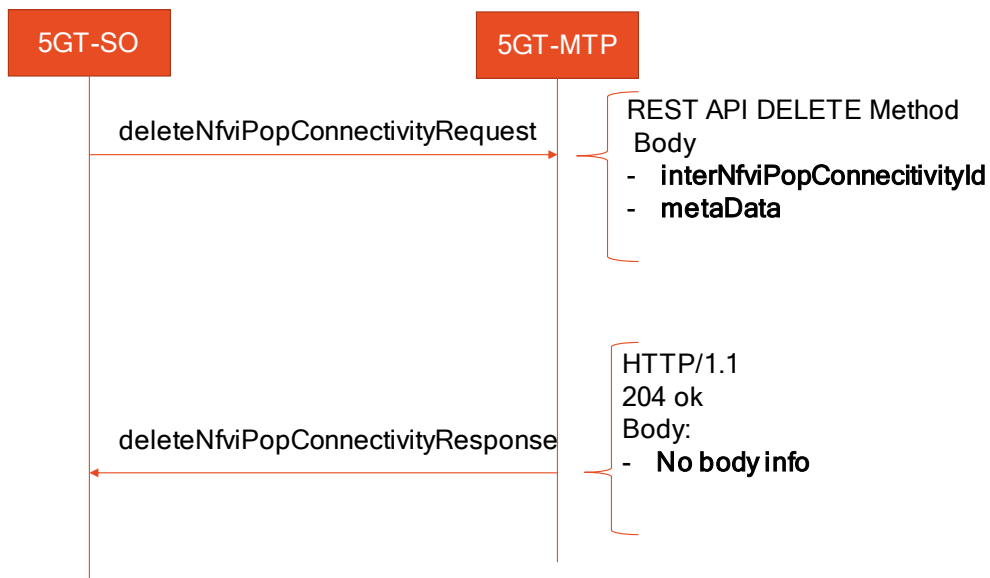 5GT-SO
5GT-MTP
deleteNfviPopConnectivityRequest
REST API DELETE Method
Body
- interNfviPopConnecitivityId
- metaData
HTTP/1.1
204 ok
Body:
- No body info
deleteNfviPopConnectivityResponse